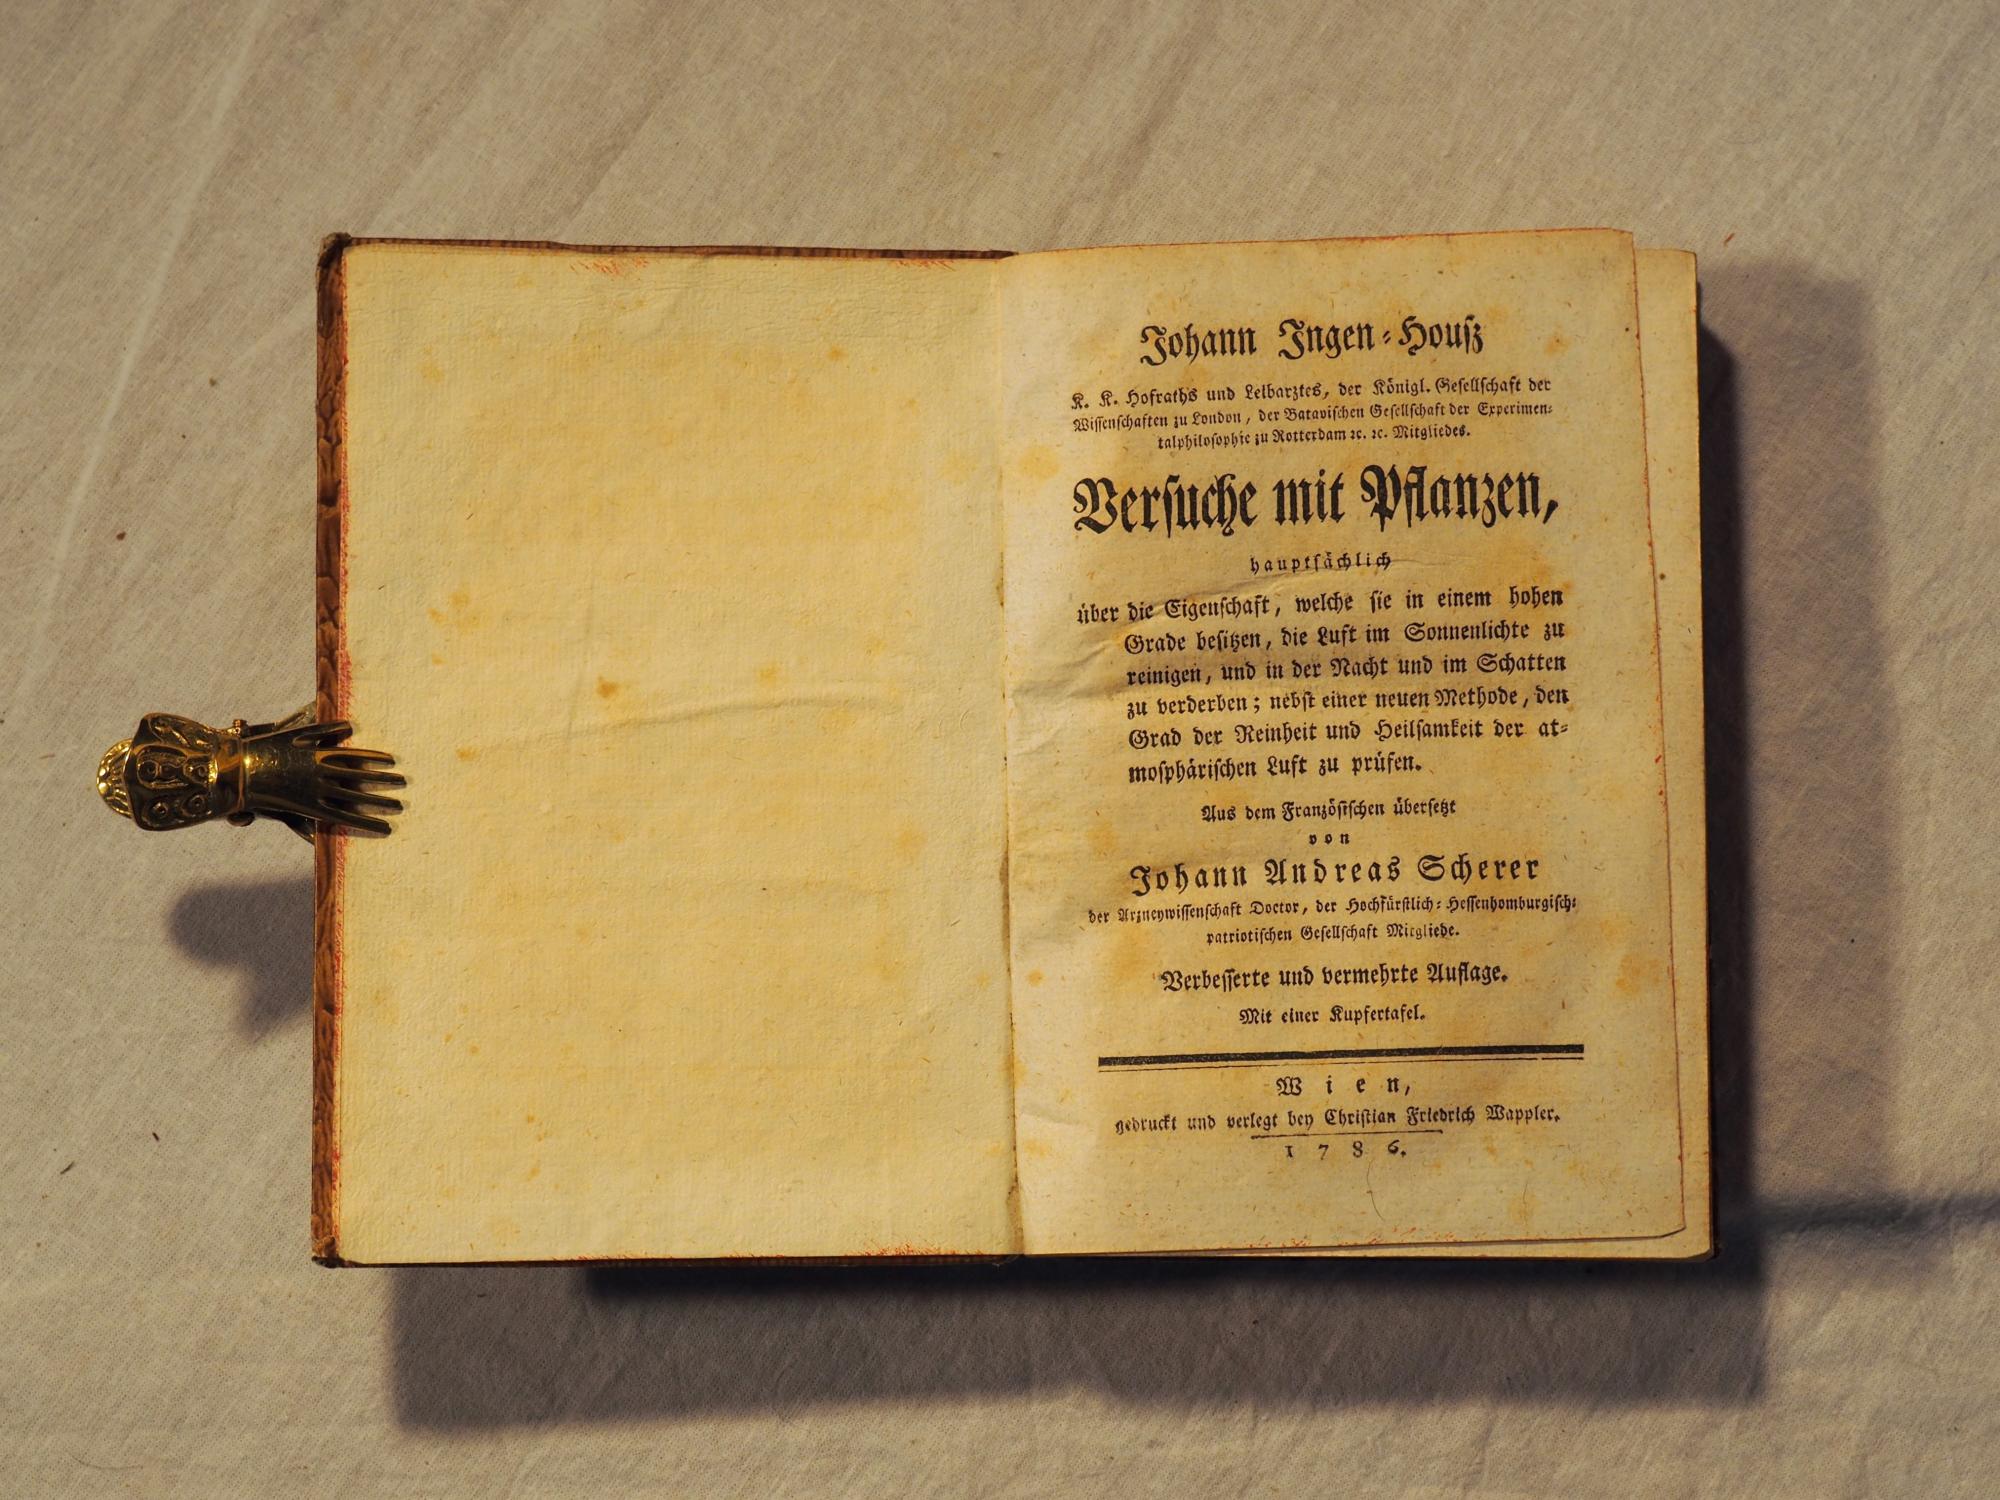 Johann Ingen-Houſz
K. K. Hofraths und Leibarztes, der Königl. Geſellſchaft der
Wiſſenſchaften zu London, der Bataviſchen Geſellſchaft der Experimen-
talphiloſophie zu Rotterdam ꝛc. ꝛc. Mitgliedes.
Verſuche mit Pflanzen,
hauptſächlich
über die Eigenſchaft, welche ſie in einem hohen
Grade beſitzen, die Luft im Sonnenlichte zu
reinigen, und in der Nacht und im Schatten
zu verderben; nebſt einer neuen Methode, den
Grad der Reinheit und Heilſamkeit der at-
moſphäriſchen Luft zu prüfen.
Aus dem Franzöſiſchen überſetzt
von
Johann Andreas Scherer
der Arzneywiſſenſchaft Doctor, der Hochfürſtlich-Heſſenhomburgiſch-
patriotiſchen Geſellſchaft Mitgliede.
Verbeſſerte und vermehrte Auflage.
Mit einer Kupfertafel.
Wien,
gedruckt und verlegt bey Chriſtian Friedrich Wappler.
1786.